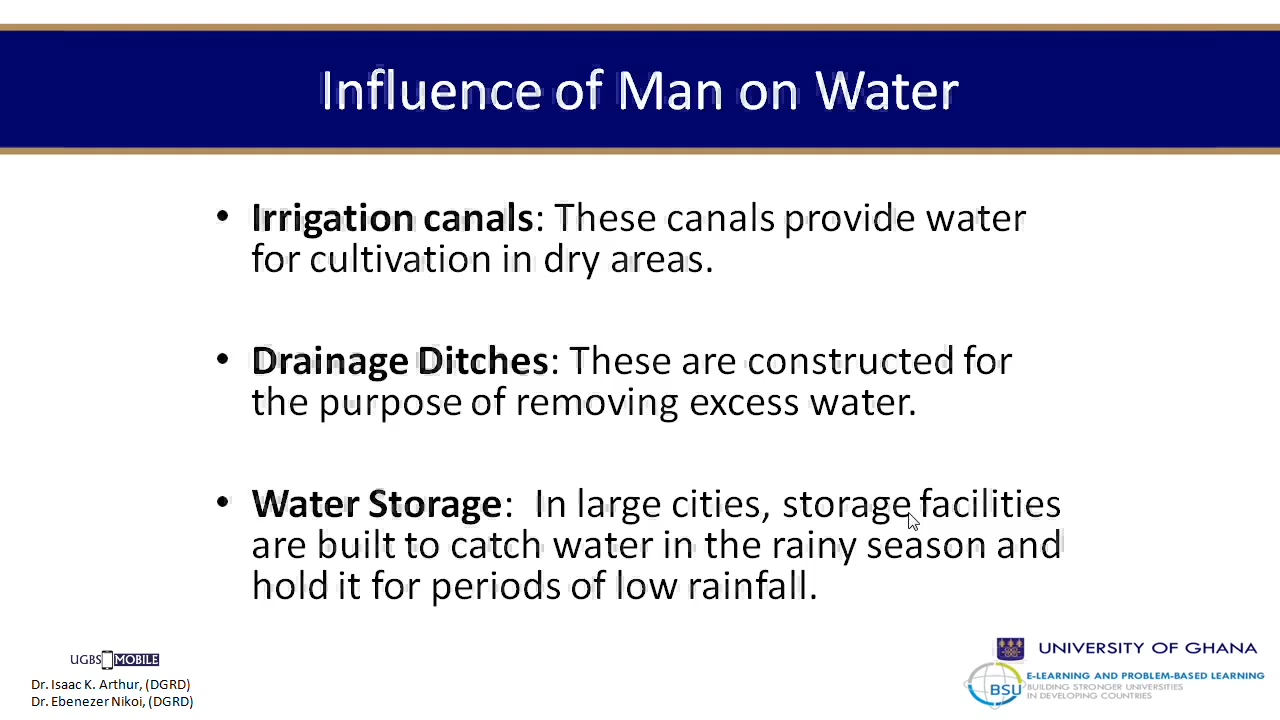 Influence of Man on Water
• Irrigation canals: These canals provide water
for cultivation in dry areas.
• Drainage Ditches: These are constructed for
the purpose of removing excess water.
• Water Storage: In large cities, storage facilities
are built to catch water in the rainy season and
hold it for periods of low rainfall.
UGBS MOBILE
Dr. Isaac K. Arthur, (DGRD)
Dr. Ebenezer Nikoi, (DGRD)
UNIVERSITY OF GHANA
BSU
E-LEARNING AND PROBLEM-BASED LEARNING
BUILDING STRONGER UNIVERSITIES
IN DEVELOPING COUNTRIES